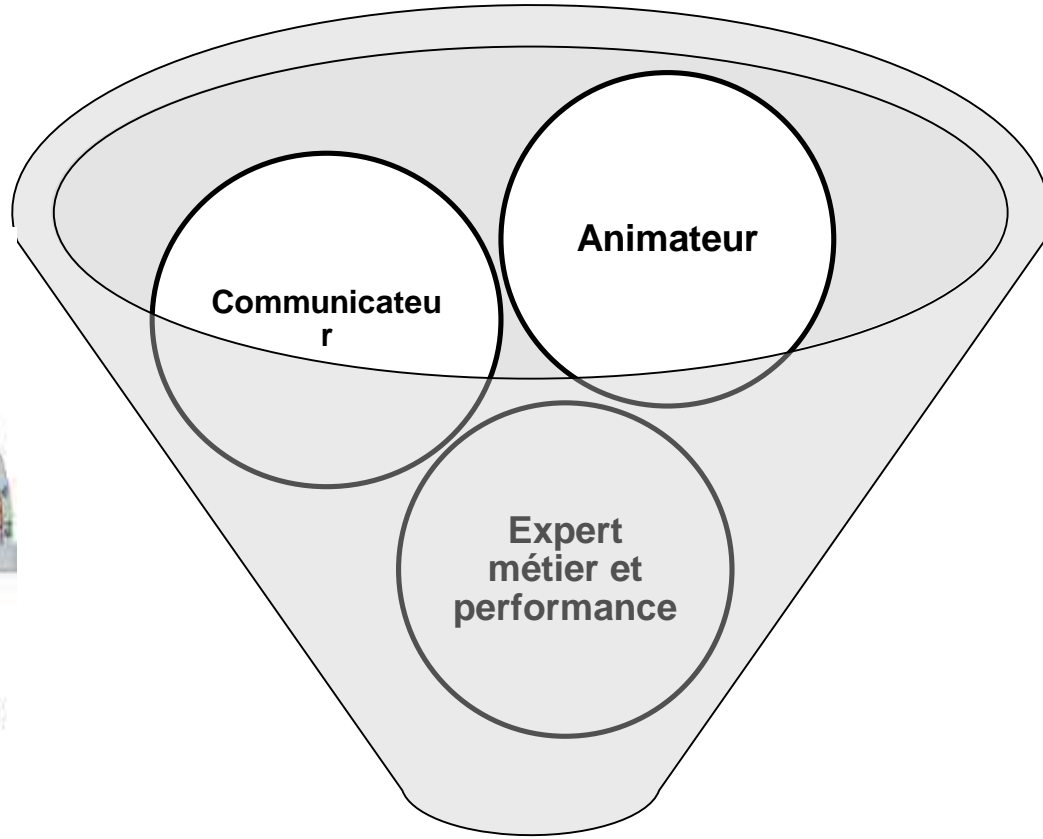 Communicateu
r
Animateur
Expert
métier et
performance